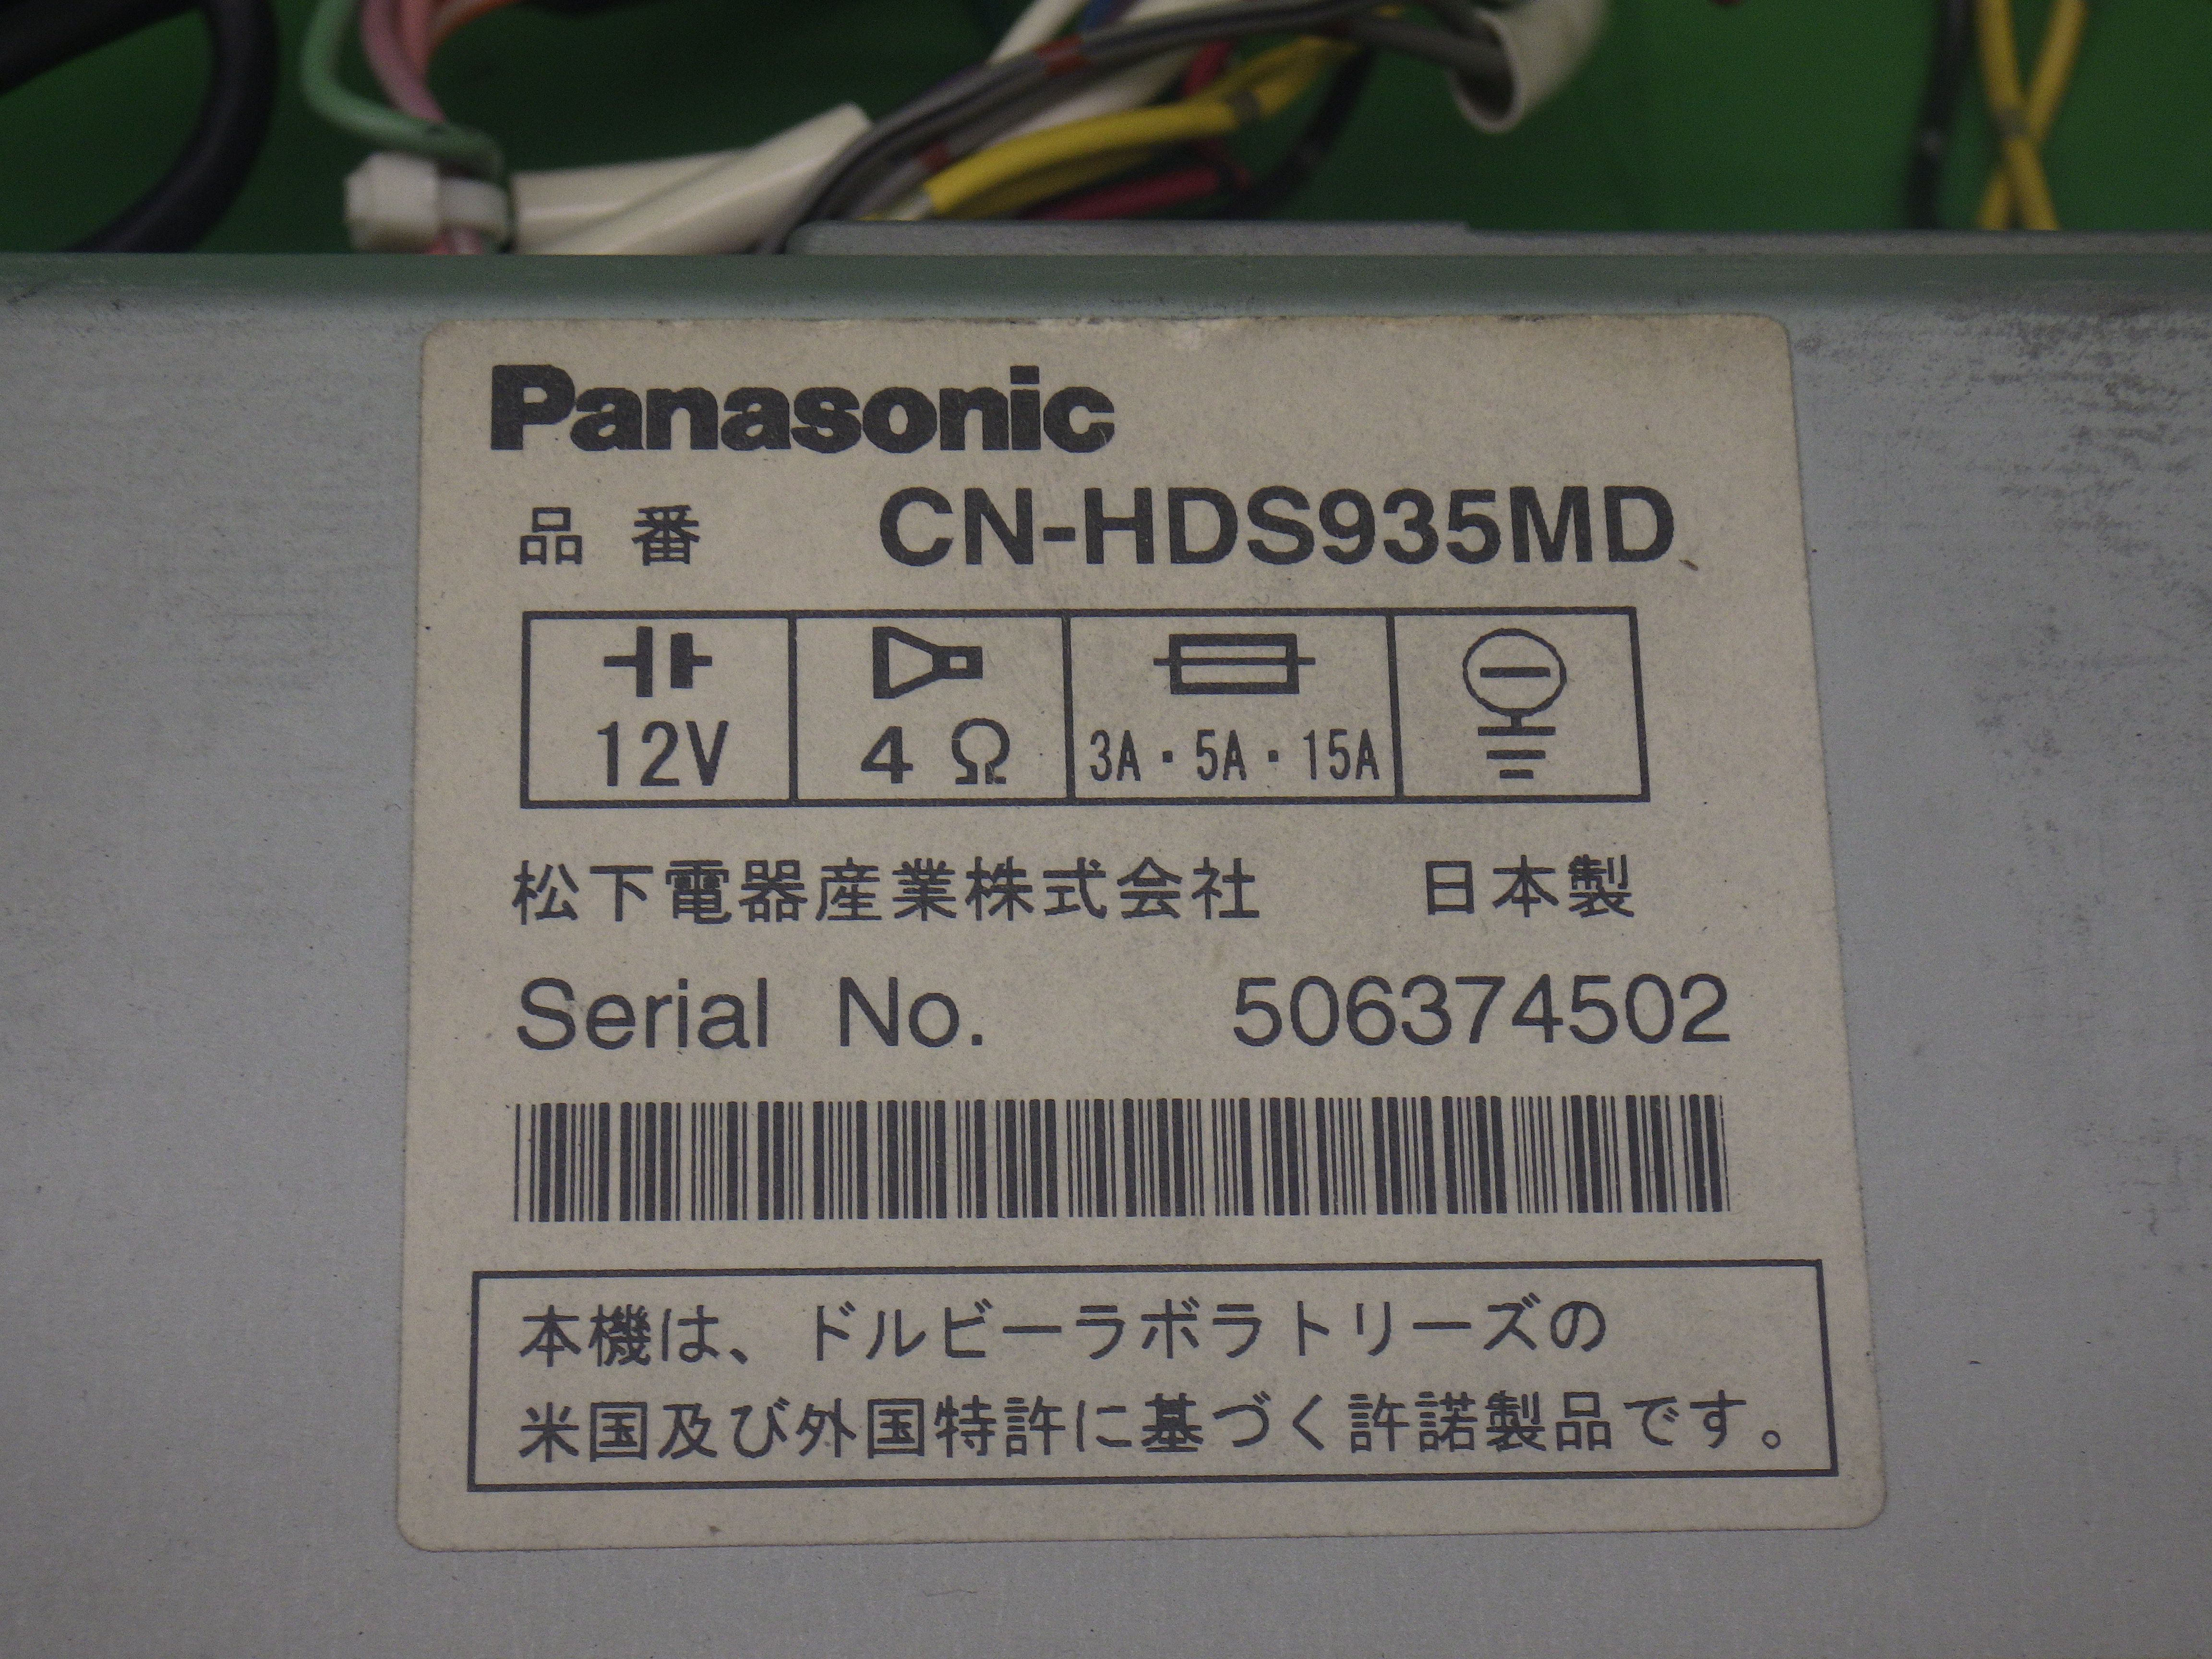 Panasonic
品番 CN-HDS935MD
12V 4 Ω 3A・5A・15A
松下電器産業株式会社 日本製
Serial No. 506374502
本機は、ドルビーラボラトリーズの
米国及び外国特許に基づく許諾製品です。